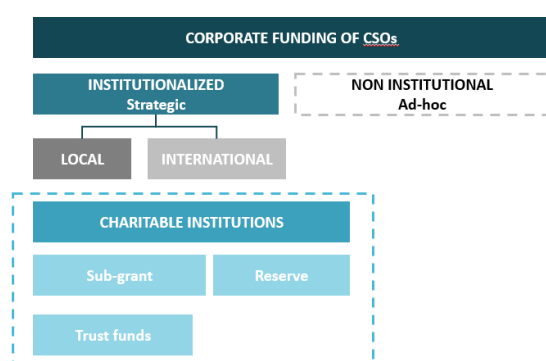 CORPORATE FUNDING OF CSOs
INSTITUTIONALIZED
Strategic
NON INSTITUTIONAL
Ad-hoc
LOCAL
INTERNATIONAL
CHARITABLE INSTITUTIONS
Sub-grant
Reserve
Trust funds